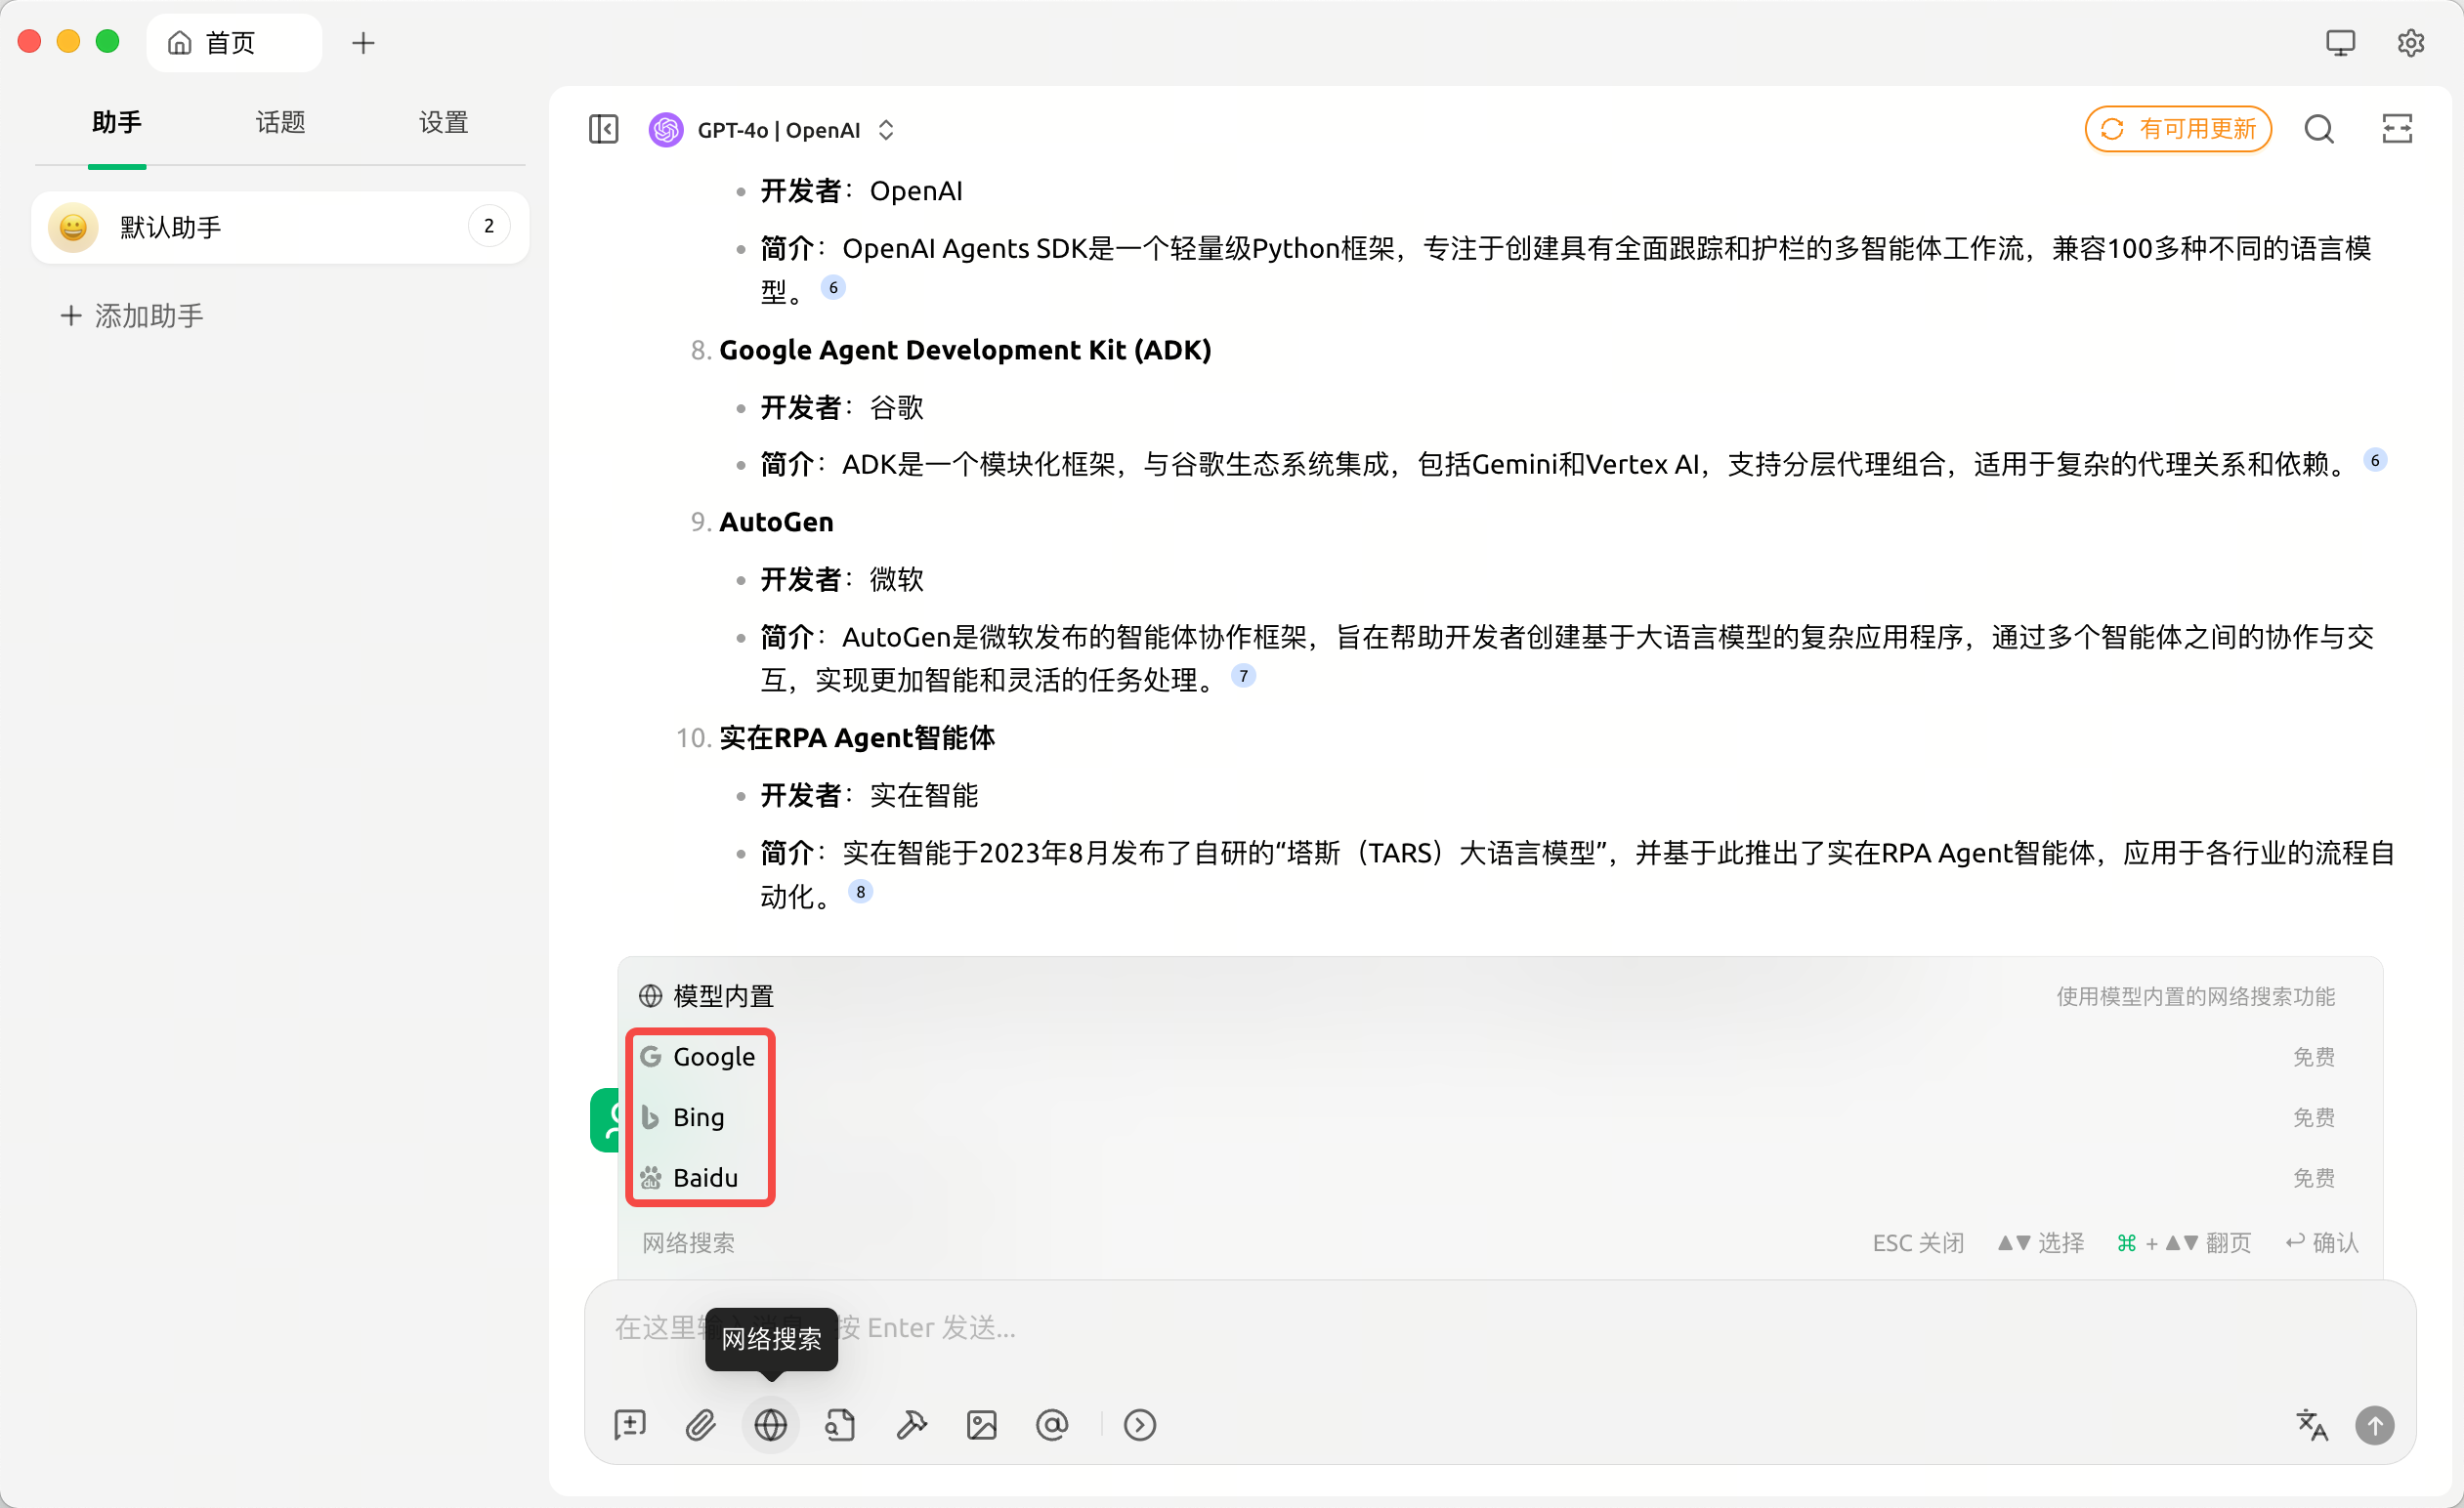 首页
助手 话题 设置
默认助手 2
添加助手
GPT-4o | OpenAI
有可用更新
开发者： OpenAI
简介： OpenAI Agents SDK是一个轻量级Python框架，专注于创建具有全面跟踪和护栏的多智能体工作流，兼容100多种不同的语言模
型。 6
8. Google Agent Development Kit (ADK)
开发者： 谷歌
简介： ADK是一个模块化框架，与谷歌生态系统集成，包括Gemini和Vertex AI，支持分层代理组合，适用于复杂的代理关系和依赖。 6
9. AutoGen
开发者： 微软
简介： AutoGen是微软发布的智能体协作框架，旨在帮助开发者创建基于大语言模型的复杂应用程序，通过多个智能体之间的协作与交
互，实现更加智能和灵活的任务处理。 7
10. 实在RPA Agent智能体
开发者： 实在智能
简介： 实在智能于2023年8月发布了自研的“塔斯（TARS）大语言模型”，并基于此推出了实在RPA Agent智能体，应用于各行业的流程自
动化。 8
模型内置 使用模型内置的网络搜索功能
Google 免费
Bing 免费
Baidu 免费
网络搜索 ESC 关闭 ▲▼ 选择 ⌘ + ▲▼ 翻页 ↩ 确认
在这里 按 Enter 发送...
网络搜索